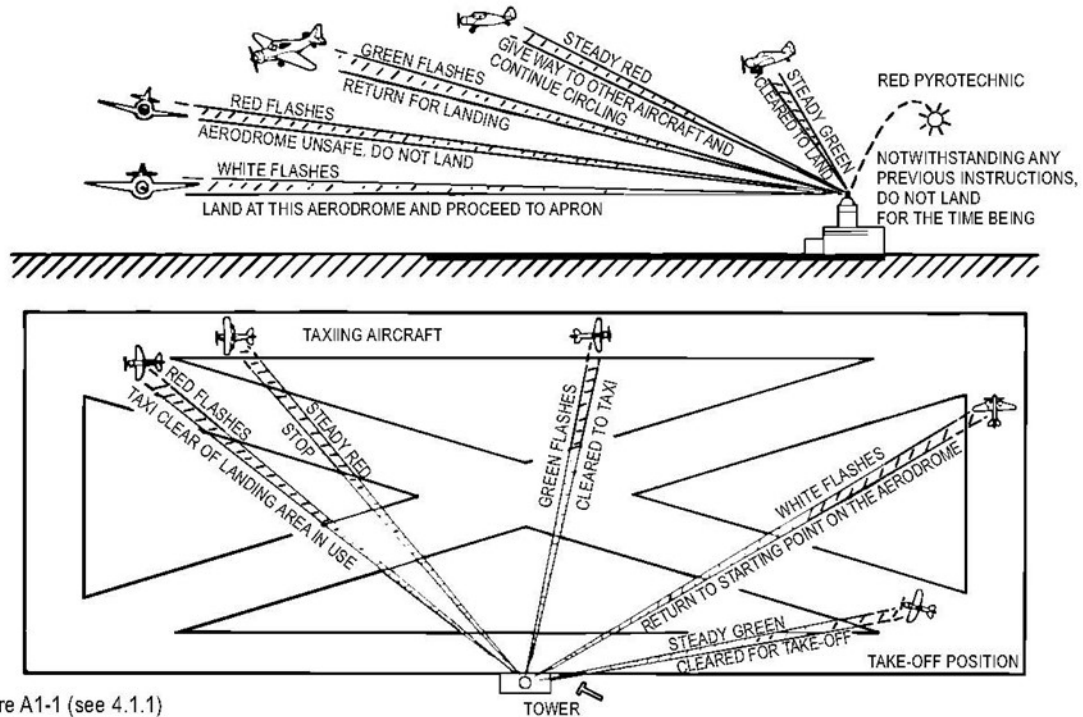 STEADY RED
GIVE WAY TO OTHER AIRCRAFT AND
CONTINUE CIRCLING
GREEN FLASHES
RETURN FOR LANDING
STEADY GREEN
CLEARED TO LAND
RED PYROTECHNIC
RED FLASHES
AERODROME UNSAFE. DO NOT LAND
WHITE FLASHES
LAND AT THIS AERODROME AND PROCEED TO APRON
NOTWITHSTANDING ANY
PREVIOUS INSTRUCTIONS,
DO NOT LAND
FOR THE TIME BEING
TAXIING AIRCRAFT
RED FLASHES
TAXI CLEAR OF LANDING AREA IN USE
STEADY RED
STOP
GREEN FLASHES
CLEARED TO TAXI
WHITE FLASHES
RETURN TO STARTING POINT ON THE AERODROME
STEADY GREEN
CLEARED FOR TAKE-OFF
TAKE-OFF POSITION
re A1-1 (see 4.1.1)
TOWER